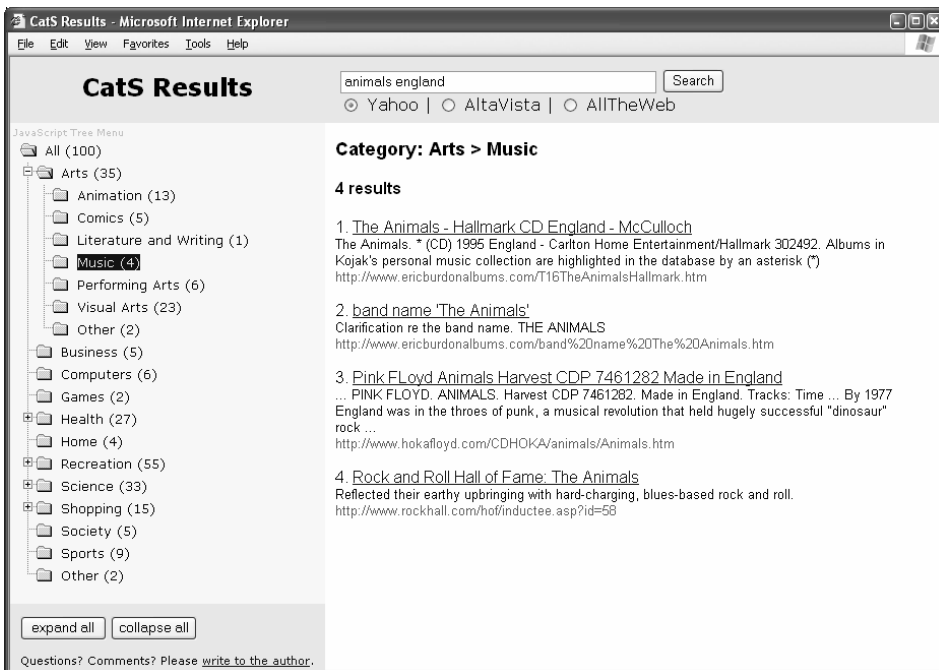 CatS Results - Microsoft Internet Explorer
File Edit View Favorites Tools Help
CatS Results
animals england
Search
Yahoo | AltaVista | AllTheWeb
JavaScript Tree Menu
All (100)
Arts (35)
Animation (13)
Comics (5)
Literature and Writing (1)
Music (4)
Performing Arts (6)
Visual Arts (23)
Other (2)
Business (5)
Computers (6)
Games (2)
Health (27)
Home (4)
Recreation (55)
Science (33)
Shopping (15)
Society (5)
Sports (9)
Other (2)
expand all collapse all
Questions? Comments? Please write to the author.
Category: Arts > Music
4 results
1. The Animals - Hallmark CD England - McCulloch
The Animals. * (CD) 1995 England - Carlton Home Entertainment/Hallmark 302492. Albums in
Kojak's personal music collection are highlighted in the database by an asterisk (*)
http://www.ericburdonalbums.com/T16TheAnimalsHallmark.htm
2. band name 'The Animals'
Clarification re the band name. THE ANIMALS
http://www.ericburdonalbums.com/band%20name%20The%20Animals.htm
3. Pink FLoyd Animals Harvest CDP 7461282 Made in England
... PINK FLOYD. ANIMALS. Harvest CDP 7461282. Made in England. Tracks: Time ... By 1977
England was in the throes of punk, a musical revolution that held hugely successful "dinosaur"
rock ...
http://www.hokafloyd.com/CDHOKA/animals/Animals.htm
4. Rock and Roll Hall of Fame: The Animals
Reflected their earthy upbringing with hard-charging, blues-based rock and roll.
http://www.rockhall.com/hof/inductee.asp?id=58